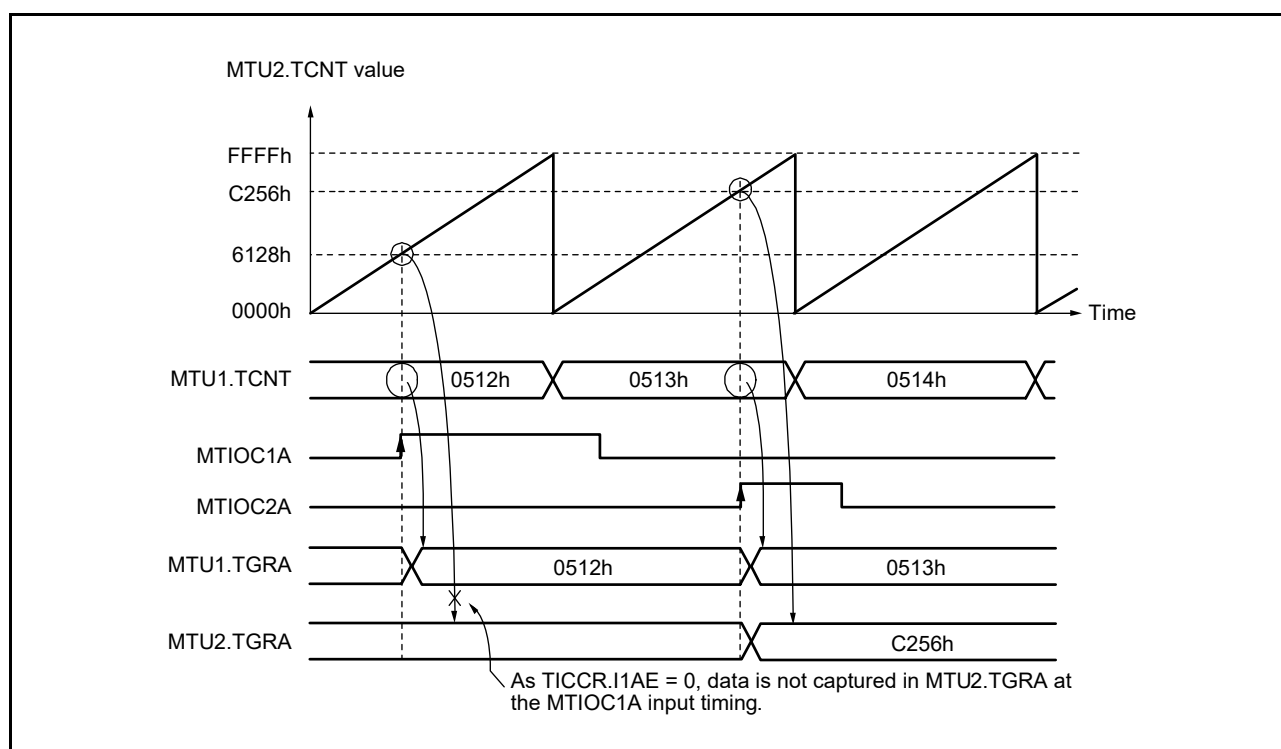 MTU2.TCNT value
FFFFh
C256h
6128h
0000h
Time
MTU1.TCNT
0512h
0513h
0514h
MTIOC1A
MTIOC2A
MTU1.TGRA
0512h
0513h
MTU2.TGRA
C256h
As TICCR.I1AE = 0, data is not captured in MTU2.TGRA at
the MTIOC1A input timing.